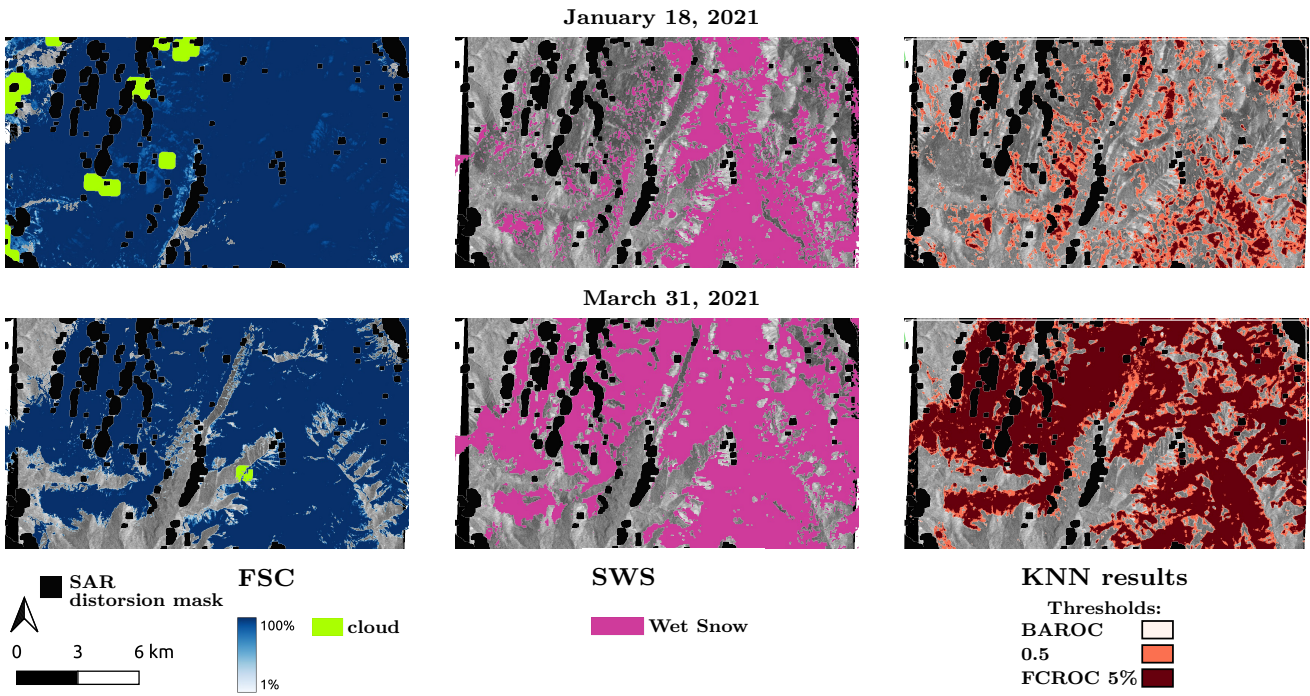 January 18, 2021
March 31, 2021
SAR
distorsion mask
0 3 6 km
FSC
100%
1%
cloud
SWS
Wet Snow
KNN results
Thresholds:
BAROC
0.5
FCROC 5%